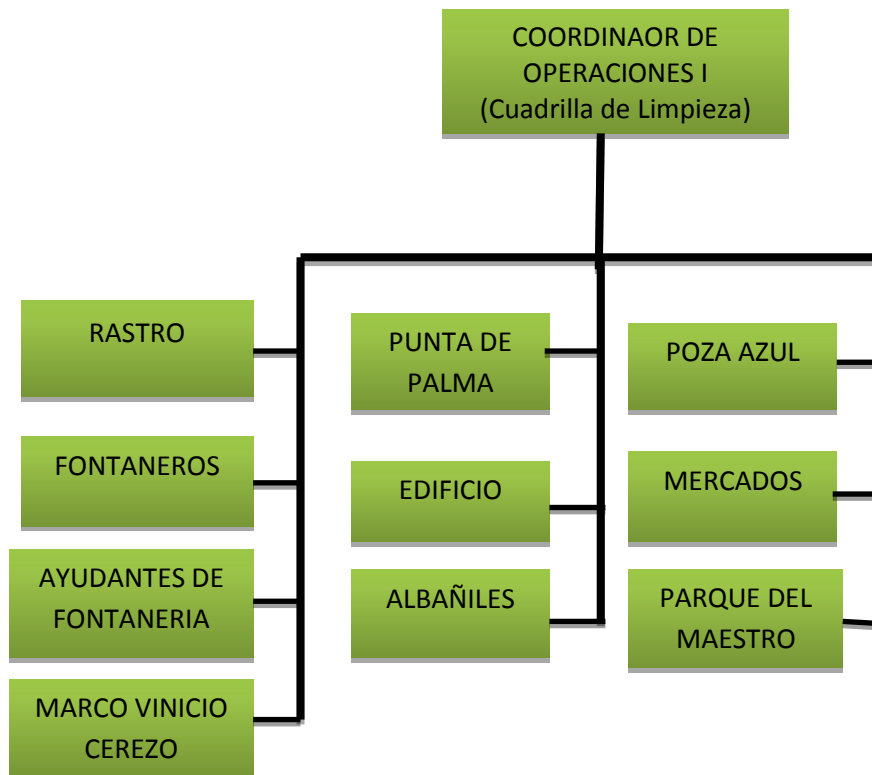 COORDINAOR DE
OPERACIONES I
(Cuadrilla de Limpieza)
RASTRO
FONTANEROS
AYUDANTES DE
FONTANERIA
MARCO VINICIO
CEREZO
PUNTA DE
PALMA
EDIFICIO
ALBAÑILES
POZA AZUL
MERCADOS
PARQUE DEL
MAESTRO